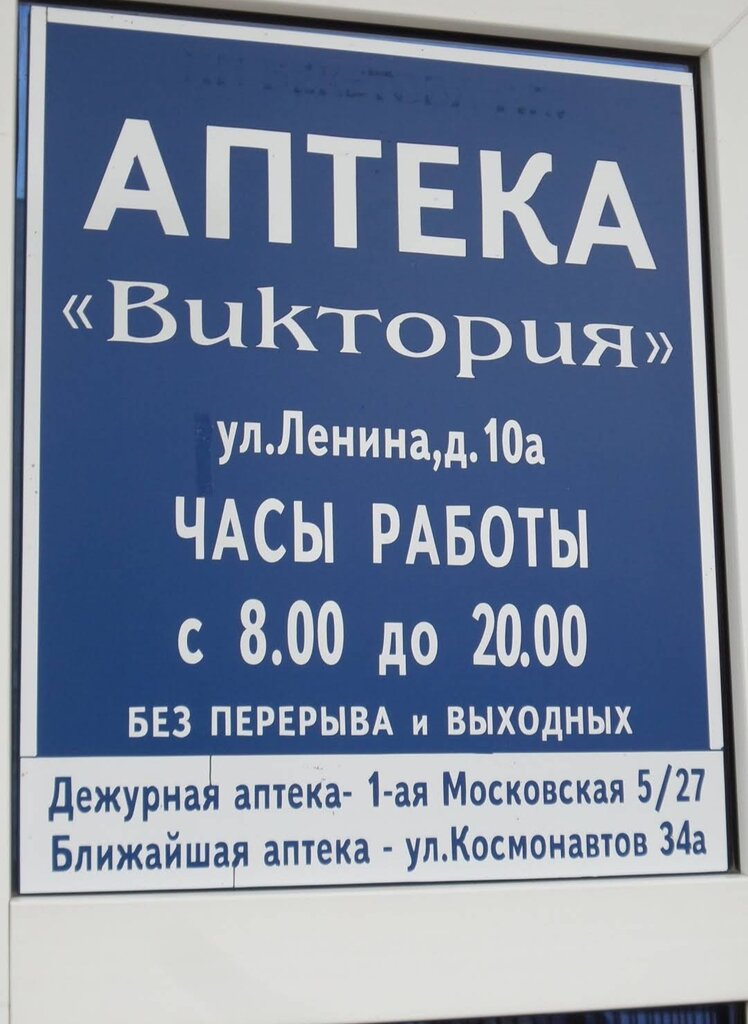 АПТЕКА
«Виктория»
ул.Ленина,д.10а
ЧАСЫ РАБОТЫ
с 8.00 до 20.00
БЕЗ ПЕРЕРЫВА и ВЫХОДНЫХ
Дежурная аптека- 1-ая Московская 5/27
Ближайшая аптека - ул.Космонавтов 34а